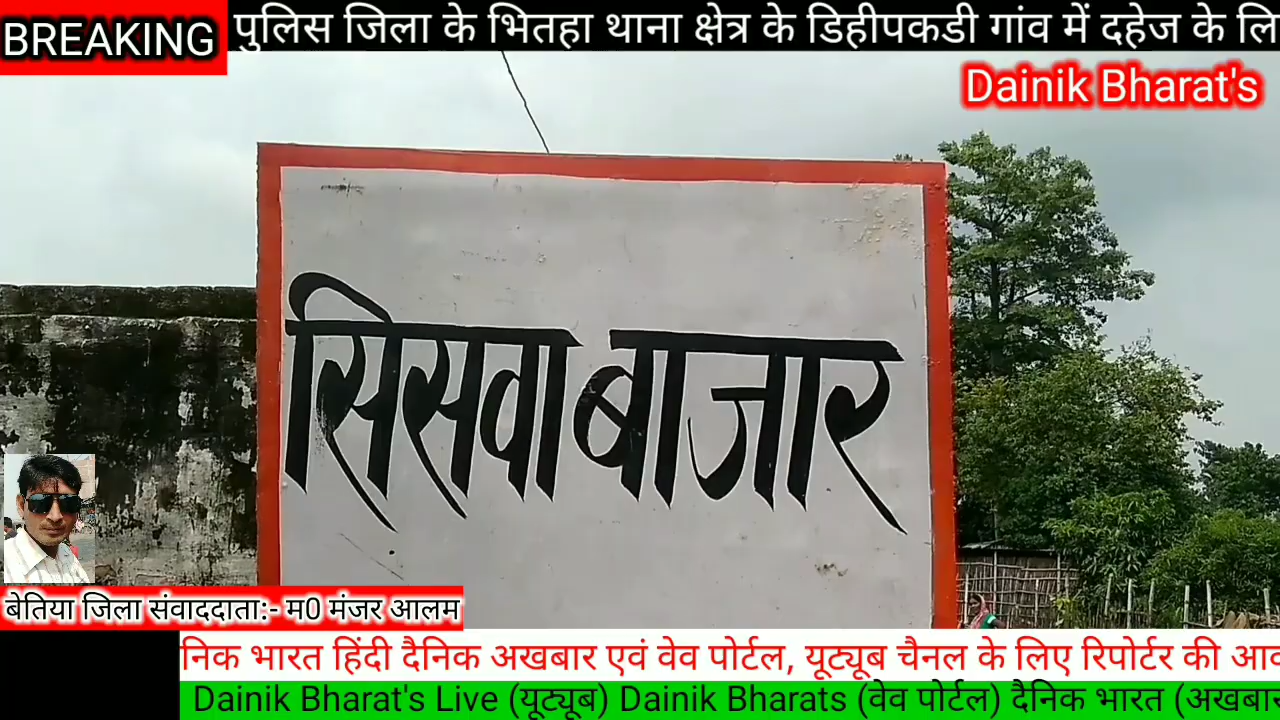 BREAKING
पुलिस जिला के भितहा थाना क्षेत्र के डिहीपकडी गांव में दहेज के लि
Dainik Bharat's
सिसवा बाजार
बेतिया जिला संवाददाता:- म0 मंजर आलम
निक भारत हिंदी दैनिक अखबार एवं वेव पोर्टल, यूट्यूब चैनल के लिए रिपोर्टर की आव
Dainik Bharat's Live (यूट्यूब) Dainik Bharats (वेव पोर्टल) दैनिक भारत (अखबार